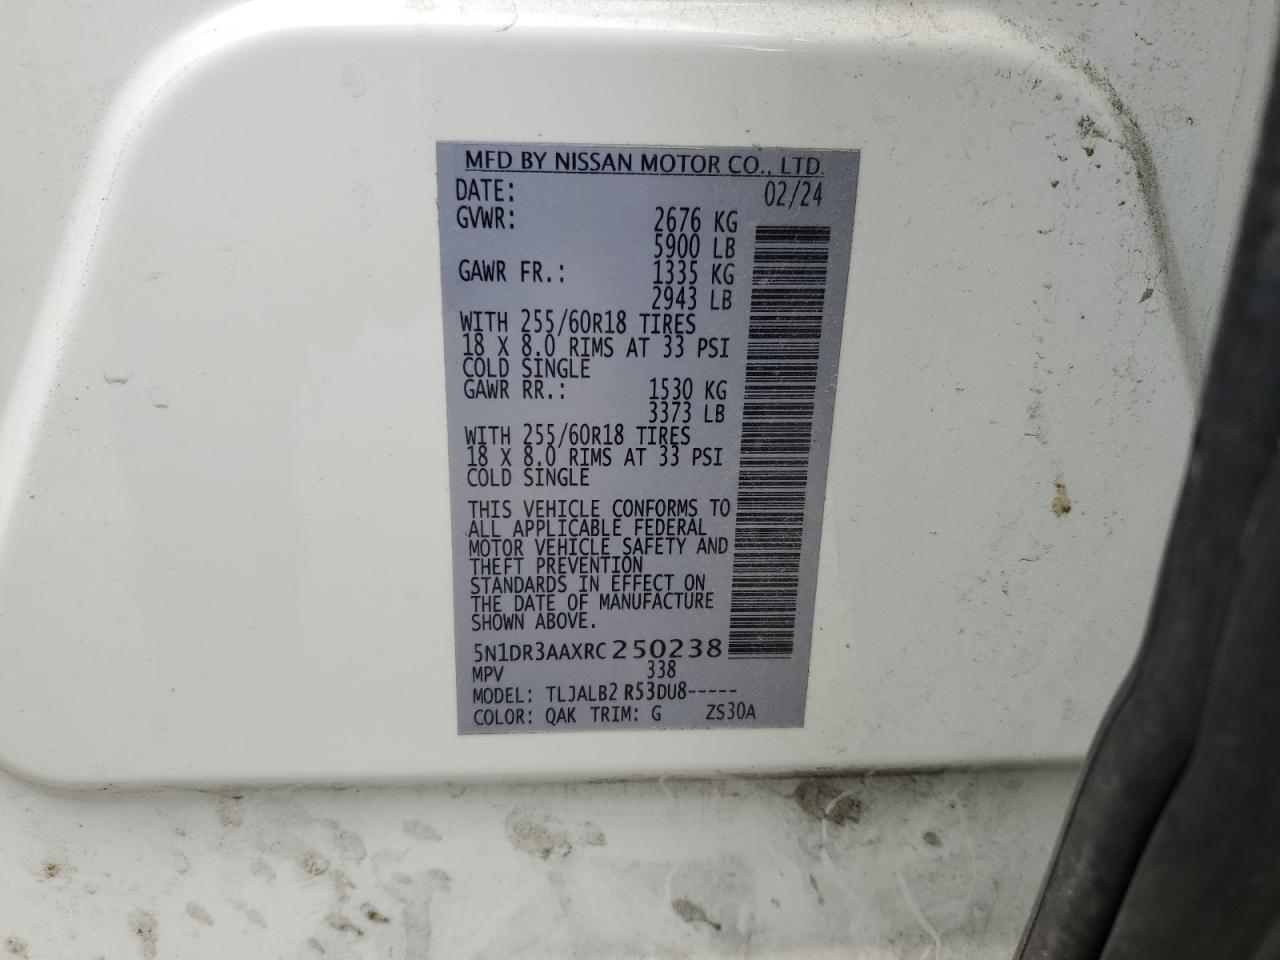 MFD BY NISSAN MOTOR CO., LTD.
DATE: 02/24
GVWR: 2676 KG
5900 LB
GAWR FR.: 1335 KG
2943 LB
WITH 255/60R18 TIRES
18 X 8.0 RIMS AT 33 PSI
COLD SINGLE
GAWR RR.: 1530 KG
3373 LB
WITH 255/60R18 TIRES
18 X 8.0 RIMS AT 33 PSI
COLD SINGLE
THIS VEHICLE CONFORMS TO
ALL APPLICABLE FEDERAL
MOTOR VEHICLE SAFETY AND
THEFT PREVENTION
STANDARDS IN EFFECT ON
THE DATE OF MANUFACTURE
SHOWN ABOVE.
5N1DR3AAXRC250238
MPV 338
MODEL: TLJALB2 R53DU8-----
COLOR: QAK TRIM: G ZS30A